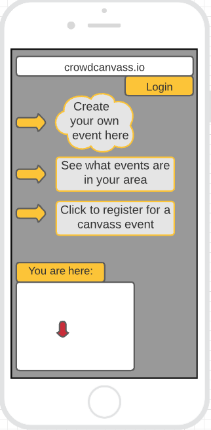 crowdcanvass.io
Login
Create
your own
event here
See what events are
in your area
Click to register for a
canvass event
You are here: